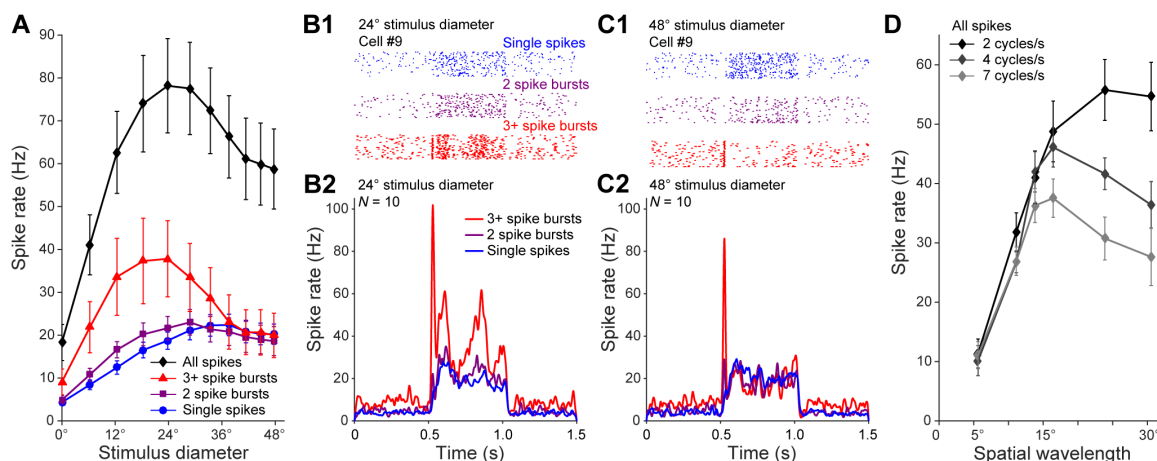 A
Spike rate (Hz)
90
80
70
60
50
40
30
20
10
0
All spikes
3+ spike bursts
2 spike bursts
Single spikes
0° 12° 24° 36° 48°
Stimulus diameter
B1
24° stimulus diameter
Cell #9
Single spikes
2 spike bursts
3+ spike bursts
B2
24° stimulus diameter
N = 10
3+ spike bursts
2 spike bursts
Single spikes
Spike rate (Hz)
100
80
60
40
20
0
0 0.5 1.0 1.5
Time (s)
C1
48° stimulus diameter
Cell #9
C2
48° stimulus diameter
N = 10
Spike rate (Hz)
100
80
60
40
20
0
0 0.5 1.0 1.5
Time (s)
D
All spikes
2 cycles/s
4 cycles/s
7 cycles/s
Spike rate (Hz)
60
50
40
30
20
10
0
0 5° 15° 30°
Spatial wavelength